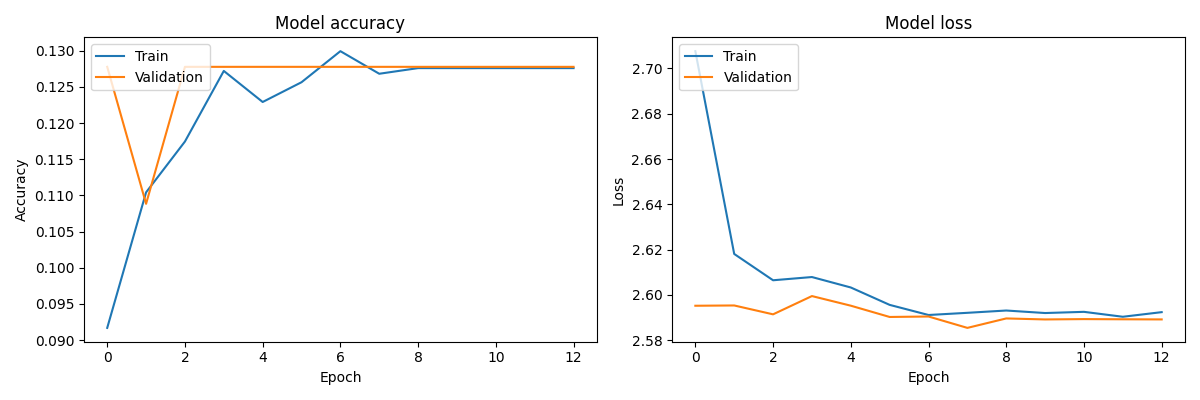 Model accuracy
Train
Validation
0.130
0.125
0.120
0.115
0.110
0.105
0.100
0.095
0.090
Accuracy
0 2 4 6 8 10 12
Epoch
Model loss
Train
Validation
2.70
2.68
2.66
2.64
2.62
2.60
2.58
Loss
0 2 4 6 8 10 12
Epoch